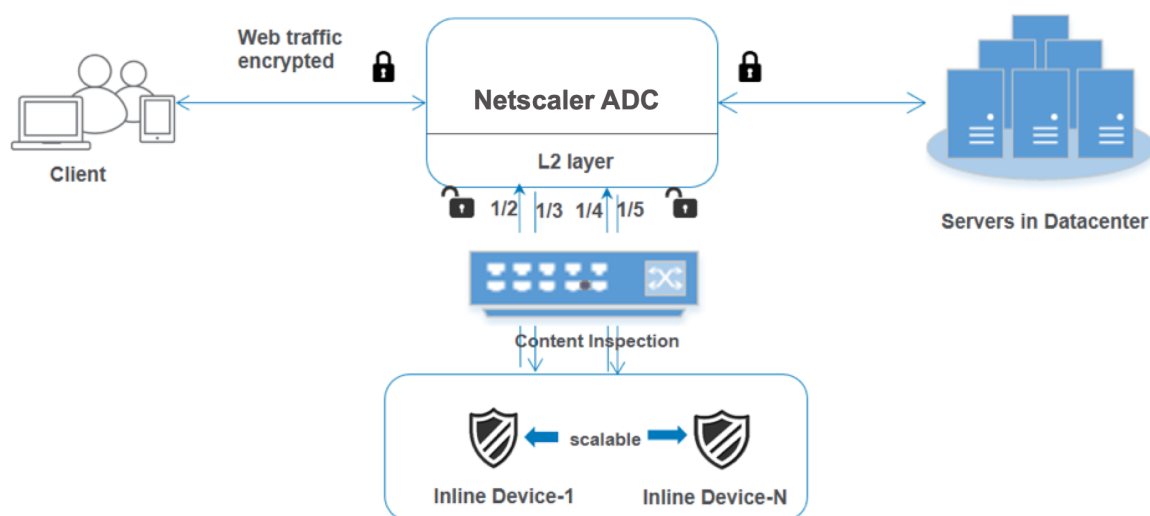 Web traffic
encrypted
Netscaler ADC
L2 layer
Client
1/2 1/3 1/4 1/5
Servers in Datacenter
Content Inspection
scalable
Inline Device-1
Inline Device-N